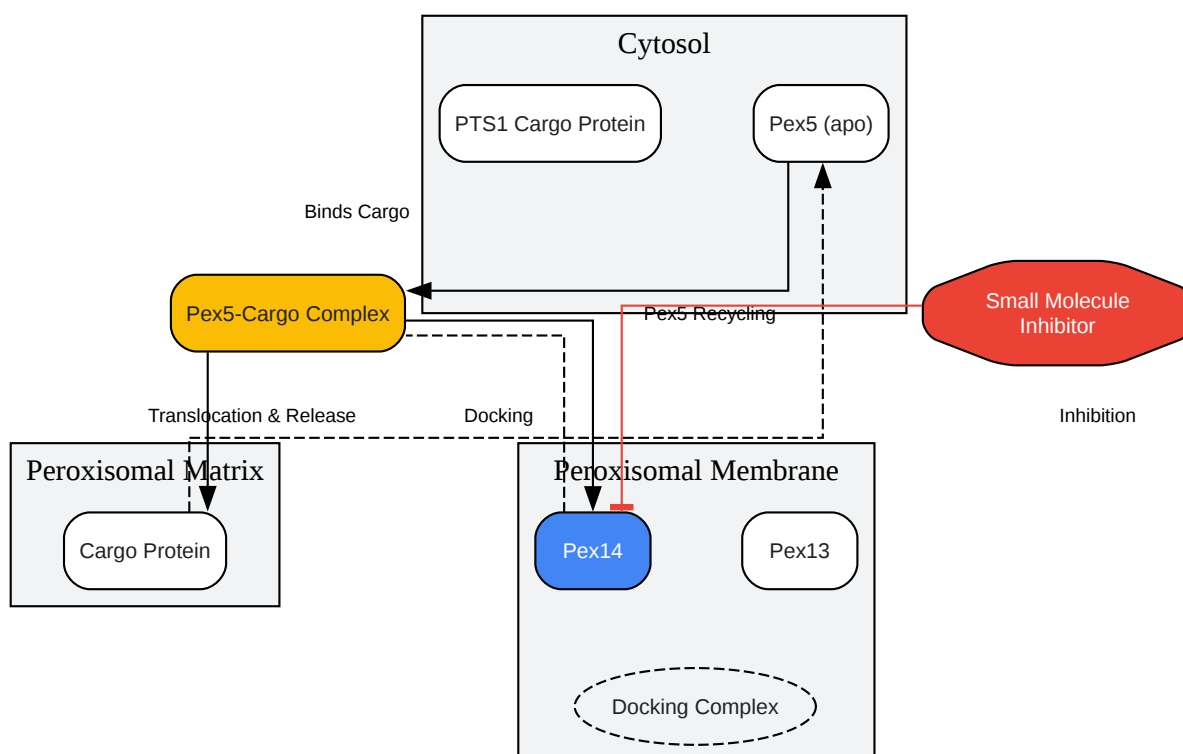 Cytosol
PTS1 Cargo Protein
Pex5 (apo)
Binds Cargo
Pex5-Cargo Complex
Pex5 Recycling
Small Molecule
Inhibitor
Translocation & Release
Docking
Inhibition
Peroxisomal Matrix
Peroxisomal Membrane
Cargo Protein
Pex14
Pex13
Docking Complex